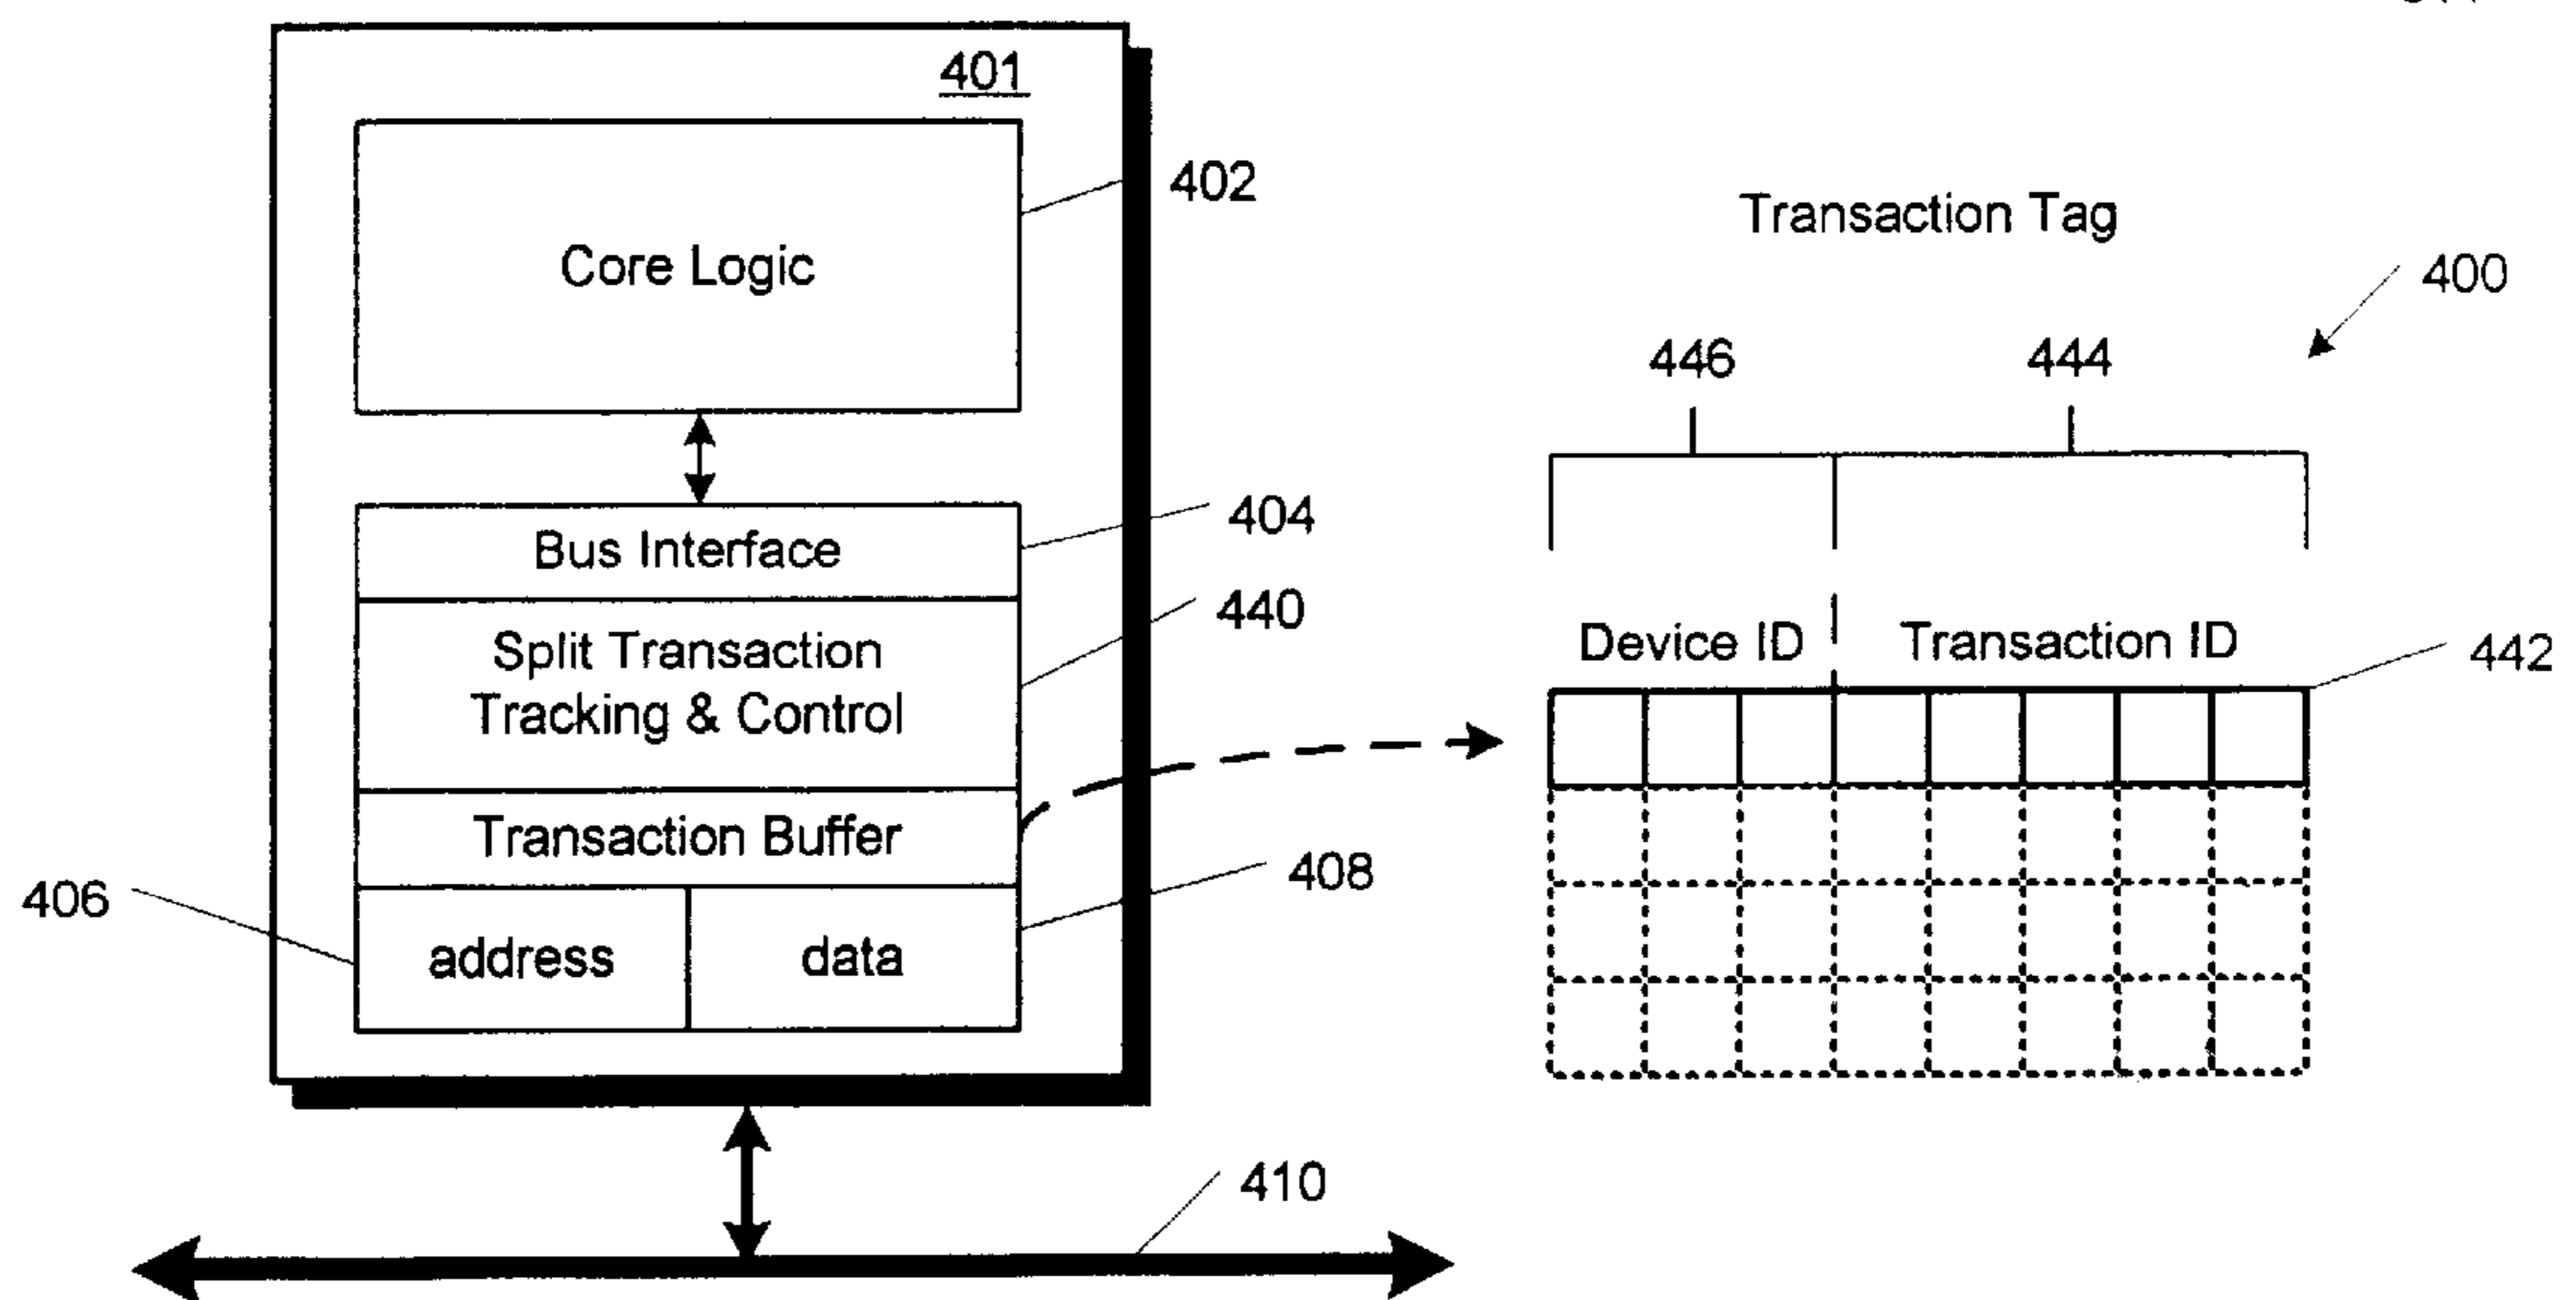 401
402
Core Logic
Transaction Tag
400
446
444
404
Bus Interface
440
Device ID
Transaction ID
442
Split Transaction
Tracking & Control
Transaction Buffer
408
406
address
data
410